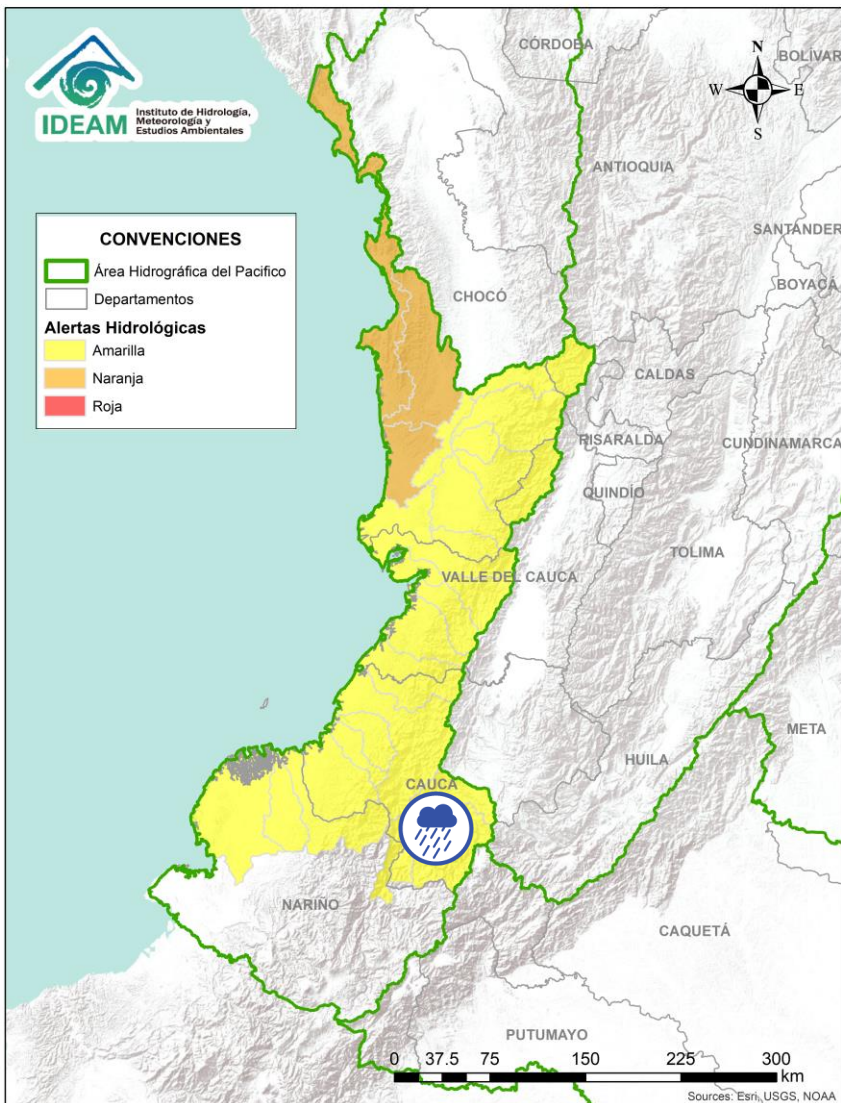 IDEAM
Instituto de Hidrología,
Meteorología y
Estudios Ambientales
CÓRDOBA
BOLÍVAR
N
W
E
S
ANTIOQUIA
SANTANDER
BOYACÁ
CONVENCIONES
Área Hidrográfica del Pacifico
Departamentos
Alertas Hidrológicas
Amarilla
Naranja
Roja
CHOCÓ
CALDAS
RISARALDA
CUNDINAMARCA
QUINDÍO
TOLIMA
VALLE DEL CAUCA
META
HUILA
CAUCA
NARIÑO
CAQUETÁ
PUTUMAYO
0 37.5 75 150 225 300
km
Sources: Esri, USGS, NOAA